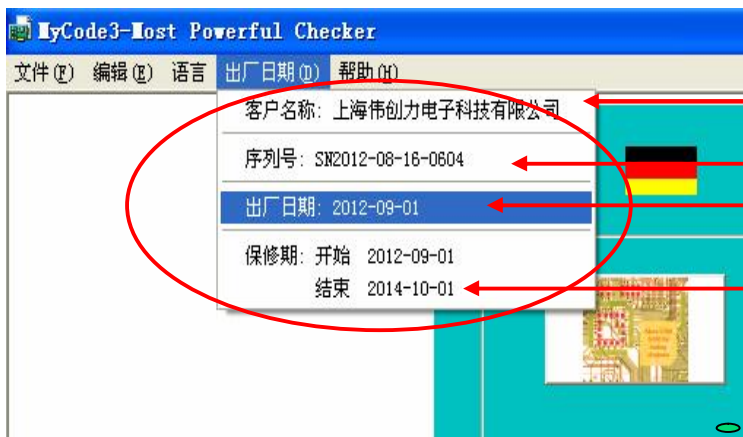 MyCode3-Most Powerful Checker
文件(F) 编辑(E) 语言 出厂日期(D) 帮助(H)
客户名称: 上海伟创力电子科技有限公司
序列号: SN2012-08-16-0604
出厂日期: 2012-09-01
保修期: 开始 2012-09-01
结束 2014-10-01